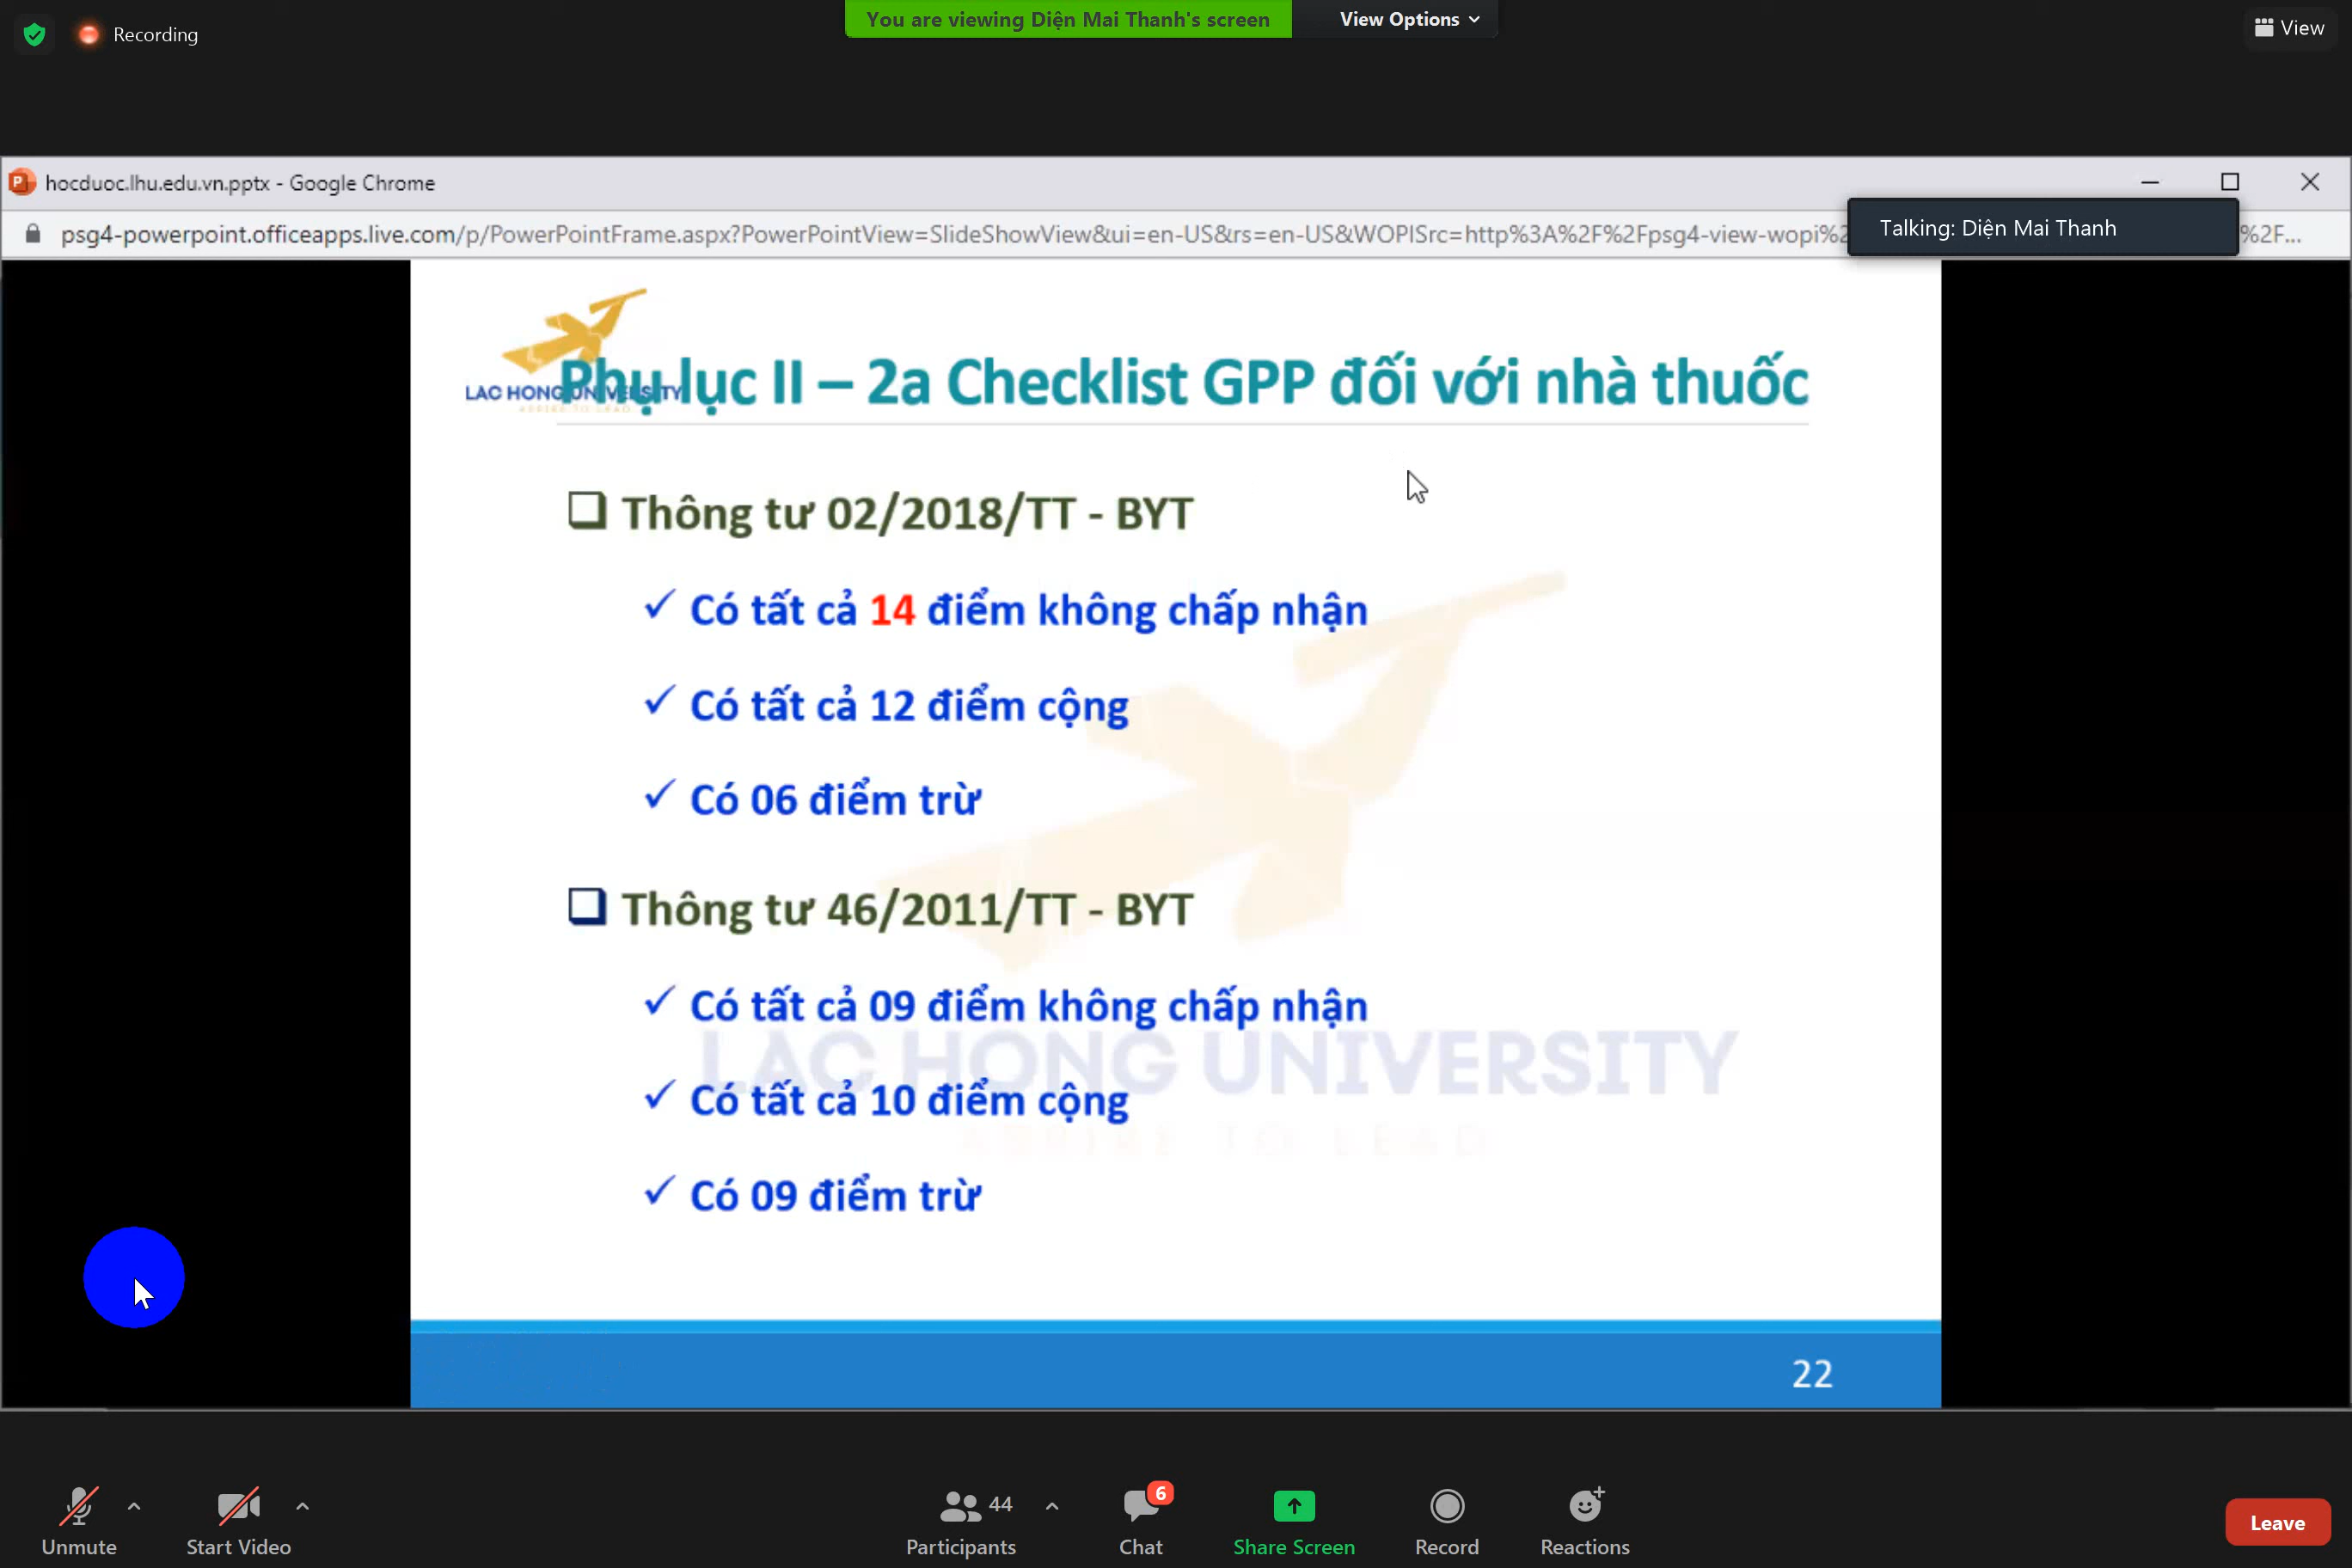 Recording
You are viewing Diện Mai Thanh's screen
View Options
View
hocduoc.lhu.edu.vn.pptx - Google Chrome
psg4-powerpoint.officeapps.live.com/p/PowerPointFrame.aspx?PowerPointView=SlideShowView&ui=en-US&rs=en-US&WOPISrc=http%3A%2F%2Fpsg4-view-wopi%2
%2F...
Talking: Diện Mai Thanh
LAC HONG UNIVERSITY
Phụ lục II – 2a Checklist GPP đối với nhà thuốc
Thông tư 02/2018/TT - BYT
Có tất cả 14 điểm không chấp nhận
Có tất cả 12 điểm cộng
Có 06 điểm trừ
Thông tư 46/2011/TT - BYT
Có tất cả 09 điểm không chấp nhận
LAC HONG UNIVERSITY
Có tất cả 10 điểm cộng
Có 09 điểm trừ
22
Unmute
Start Video
44
Participants
6
Chat
Share Screen
Record
Reactions
Leave